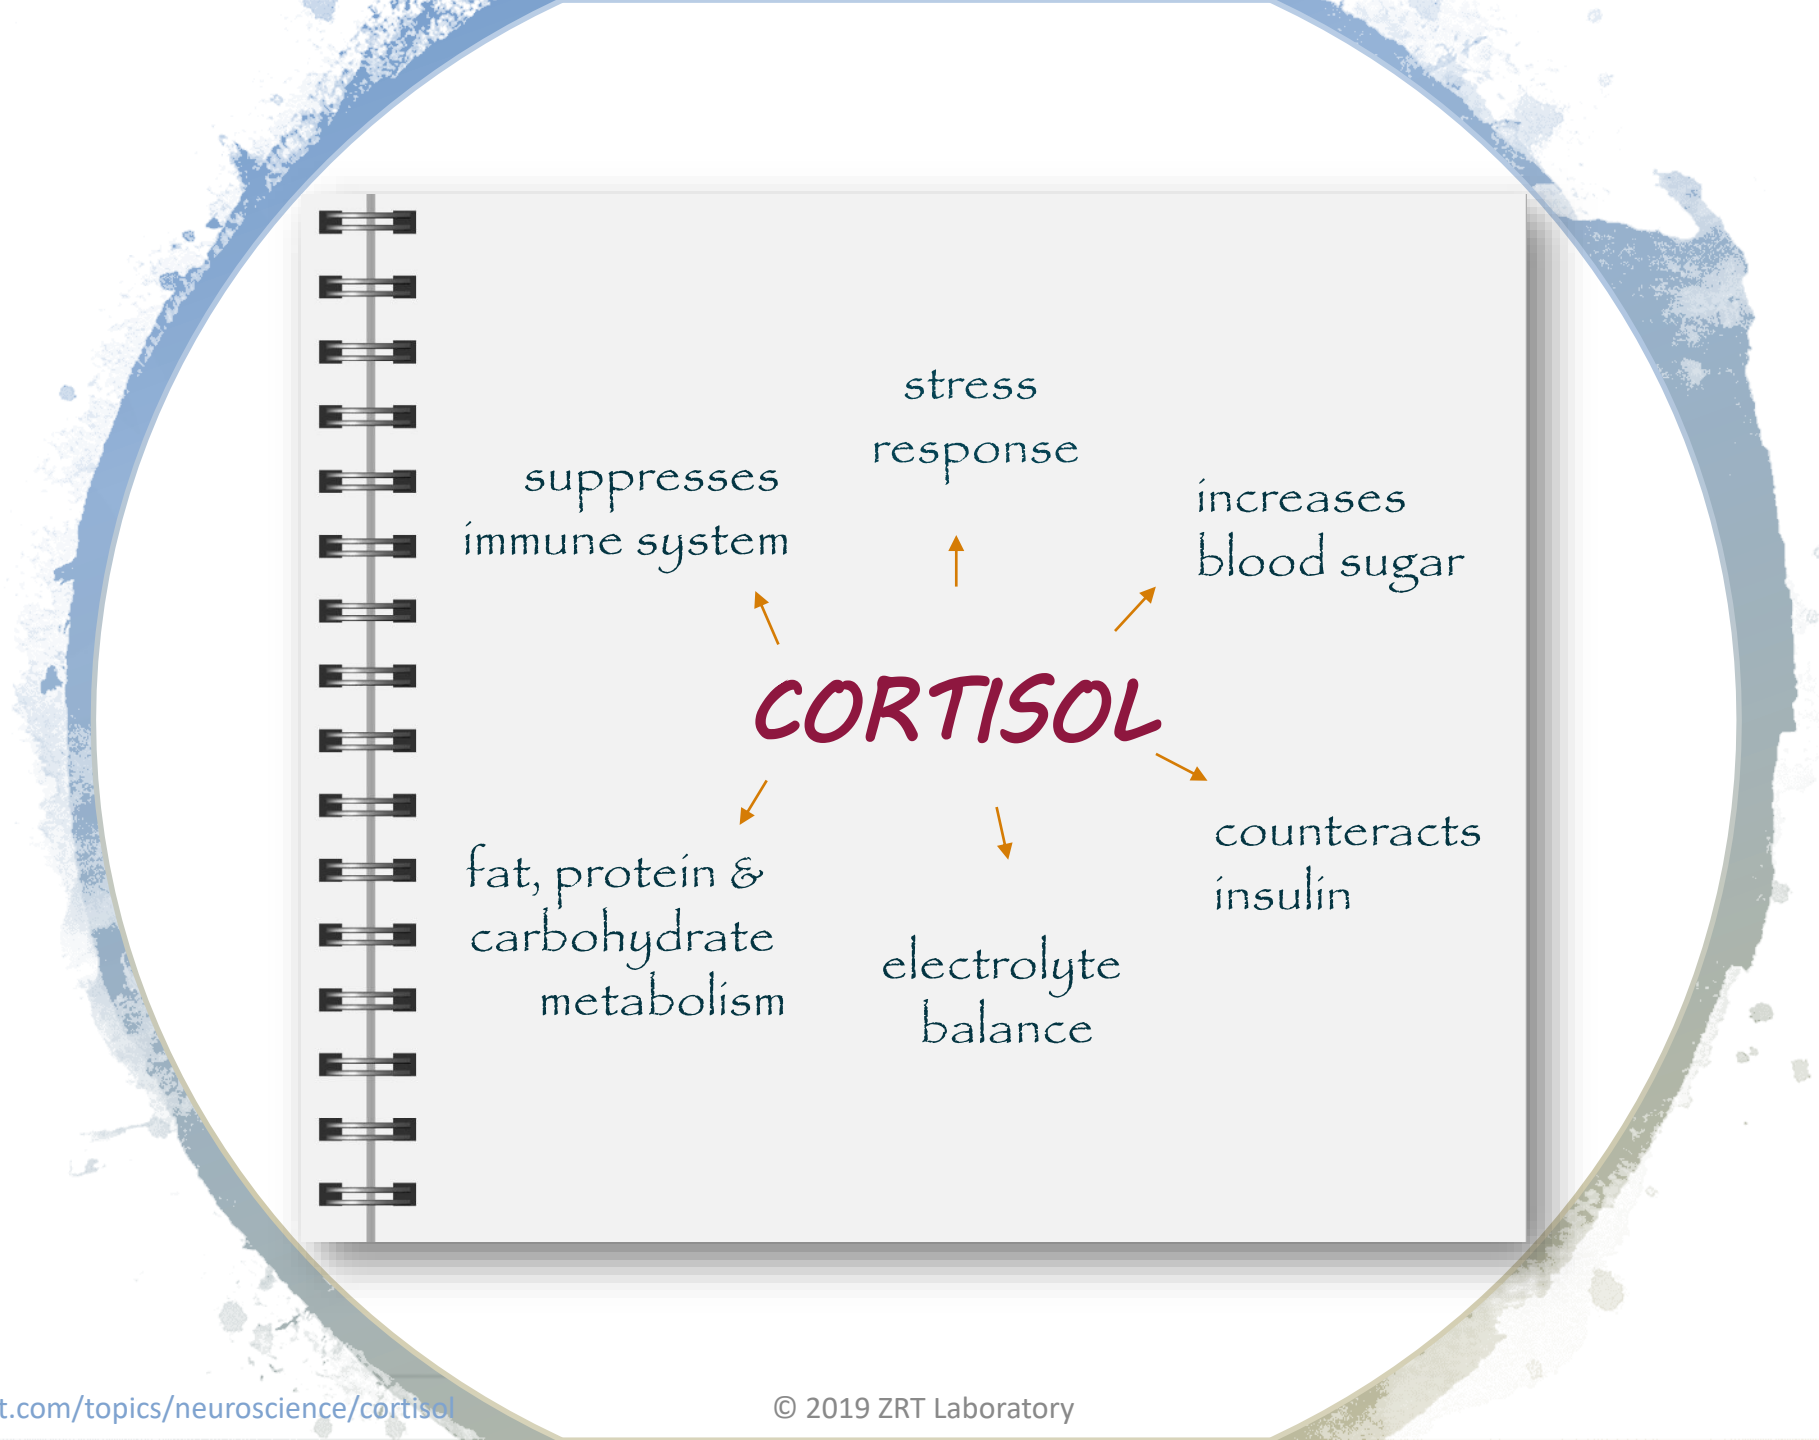 stress
response
suppresses
immune system
increases
blood sugar
CORTISOL
counteracts
insulin
fat, protein &
carbohydrate
metabolism
electrolyte
balance
t.com/topics/neuroscience/cortisol
© 2019 ZRT Laboratory